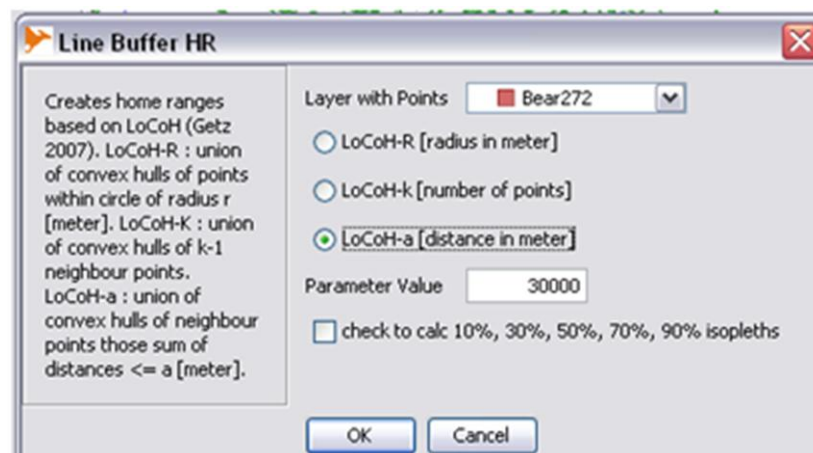 Line Buffer HR
Creates home ranges
based on LoCoH (Getz
2007). LoCoH-R : union
of convex hulls of points
within circle of radius r
[meter]. LoCoH-K : union
of convex hulls of k-1
neighbour points.
LoCoH-a : union of
convex hulls of neighbour
points those sum of
distances <= a [meter].
Layer with Points Bear272
LoCoH-R [radius in meter]
LoCoH-k [number of points]
LoCoH-a [distance in meter]
Parameter Value 30000
check to calc 10%, 30%, 50%, 70%, 90% isopleths
OK Cancel